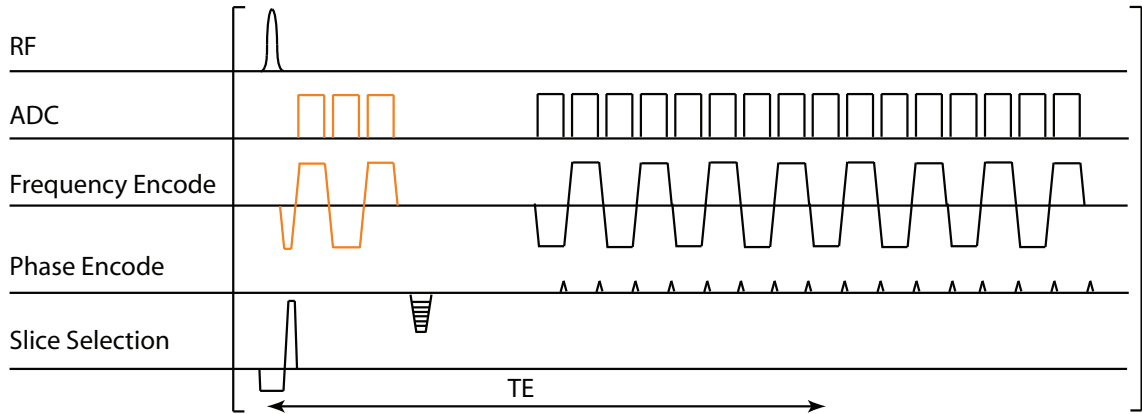 RF
ADC
Frequency Encode
Phase Encode
Slice Selection
TE